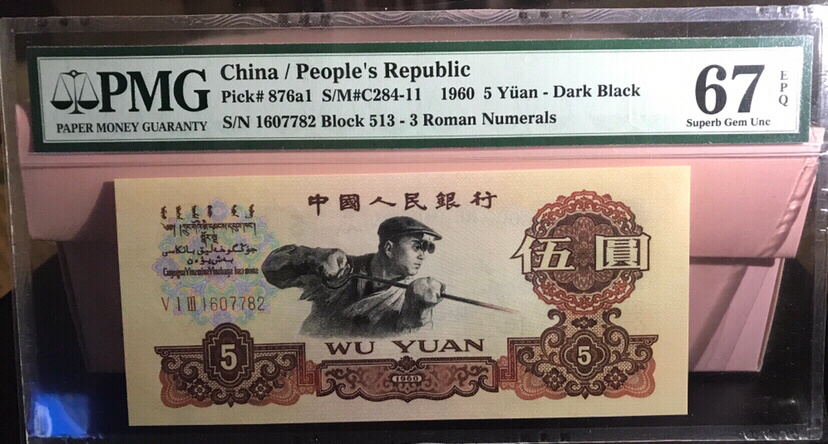 PMG
PAPER MONEY GUARANTY
China / People's Republic
Pick# 876a1 S/M#C284-11 1960 5 Yüan - Dark Black
S/N 1607782 Block 513 - 3 Roman Numerals
67
EPQ
Superb Gem Unc
中國人民銀行
伍圓
V I III 1607782
5
WU YUAN
1960
5